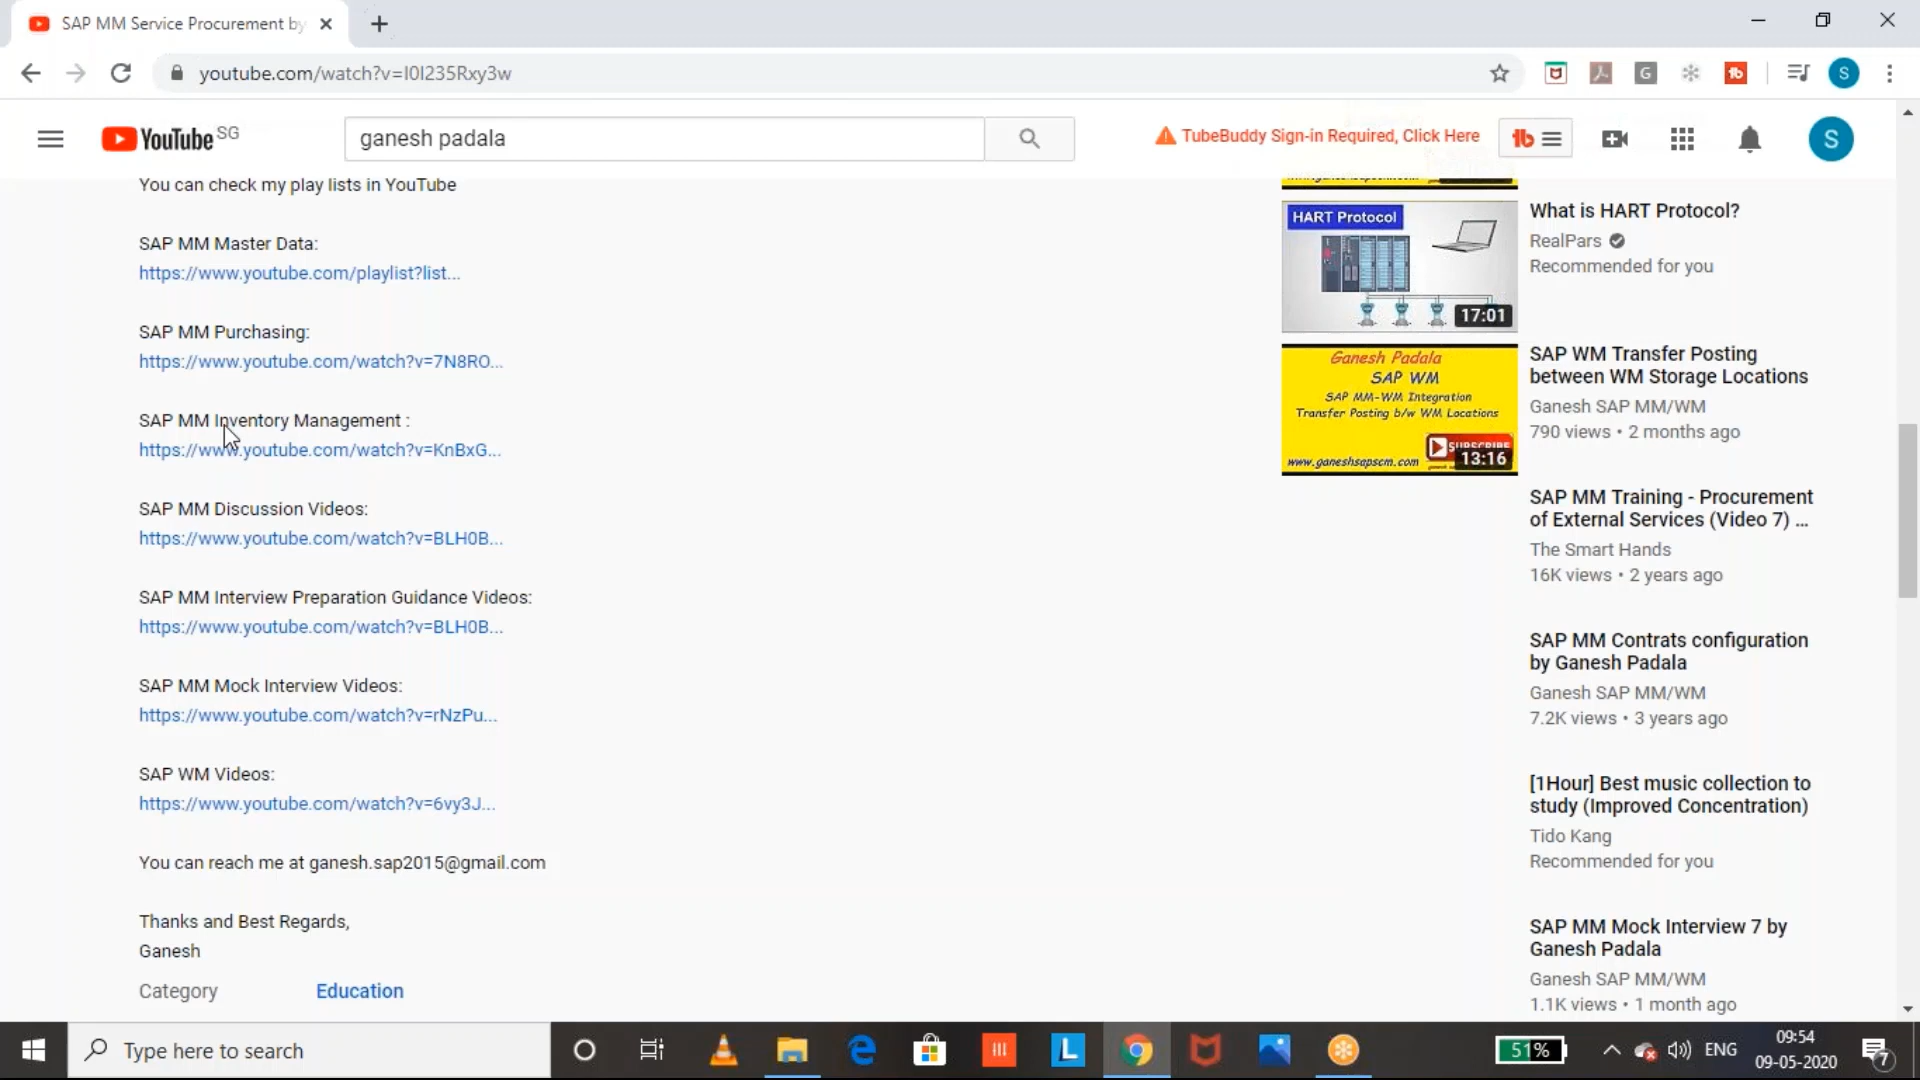 SAP MM Service Procurement by
youtube.com/watch?v=I0I235Rxy3w
YouTube SG
ganesh padala
TubeBuddy Sign-in Required, Click Here
S
S
You can check my play lists in YouTube
SAP MM Master Data:
https://www.youtube.com/playlist?list...
SAP MM Purchasing:
https://www.youtube.com/watch?v=7N8RO...
SAP MM Inventory Management :
https://www.youtube.com/watch?v=KnBxG...
SAP MM Discussion Videos:
https://www.youtube.com/watch?v=BLH0B...
SAP MM Interview Preparation Guidance Videos:
https://www.youtube.com/watch?v=BLH0B...
SAP MM Mock Interview Videos:
https://www.youtube.com/watch?v=rNzPu...
SAP WM Videos:
https://www.youtube.com/watch?v=6vy3J...
You can reach me at ganesh.sap2015@gmail.com
Thanks and Best Regards,
Ganesh
Category Education
HART Protocol
17:01
What is HART Protocol?
RealPars
Recommended for you
Ganesh Padala
SAP WM
SAP MM-WM Integration
Transfer Posting b/w WM Locations
SUBSCRIBE
13:16
www.ganeshsapscm.com
SAP WM Transfer Posting
between WM Storage Locations
Ganesh SAP MM/WM
790 views • 2 months ago
SAP MM Training - Procurement
of External Services (Video 7) ...
The Smart Hands
16K views • 2 years ago
SAP MM Contrats configuration
by Ganesh Padala
Ganesh SAP MM/WM
7.2K views • 3 years ago
[1Hour] Best music collection to
study (Improved Concentration)
Tido Kang
Recommended for you
SAP MM Mock Interview 7 by
Ganesh Padala
Ganesh SAP MM/WM
1.1K views • 1 month ago
Type here to search
51%
ENG
09:54
09-05-2020
7